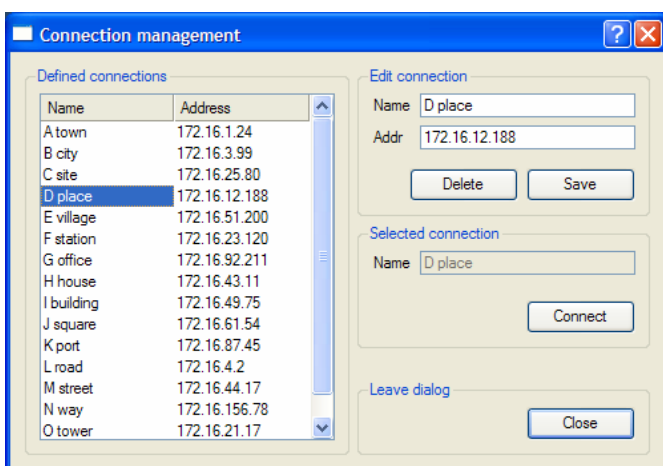 Connection management
Defined connections
Name Address
A town 172.16.1.24
B city 172.16.3.99
C site 172.16.25.80
D place 172.16.12.188
E village 172.16.51.200
F station 172.16.23.120
G office 172.16.92.211
H house 172.16.43.11
I building 172.16.49.75
J square 172.16.61.54
K port 172.16.87.45
L road 172.16.4.2
M street 172.16.44.17
N way 172.16.156.78
O tower 172.16.21.17
Edit connection
Name D place
Addr 172.16.12.188
Delete Save
Selected connection
Name D place
Connect
Leave dialog
Close